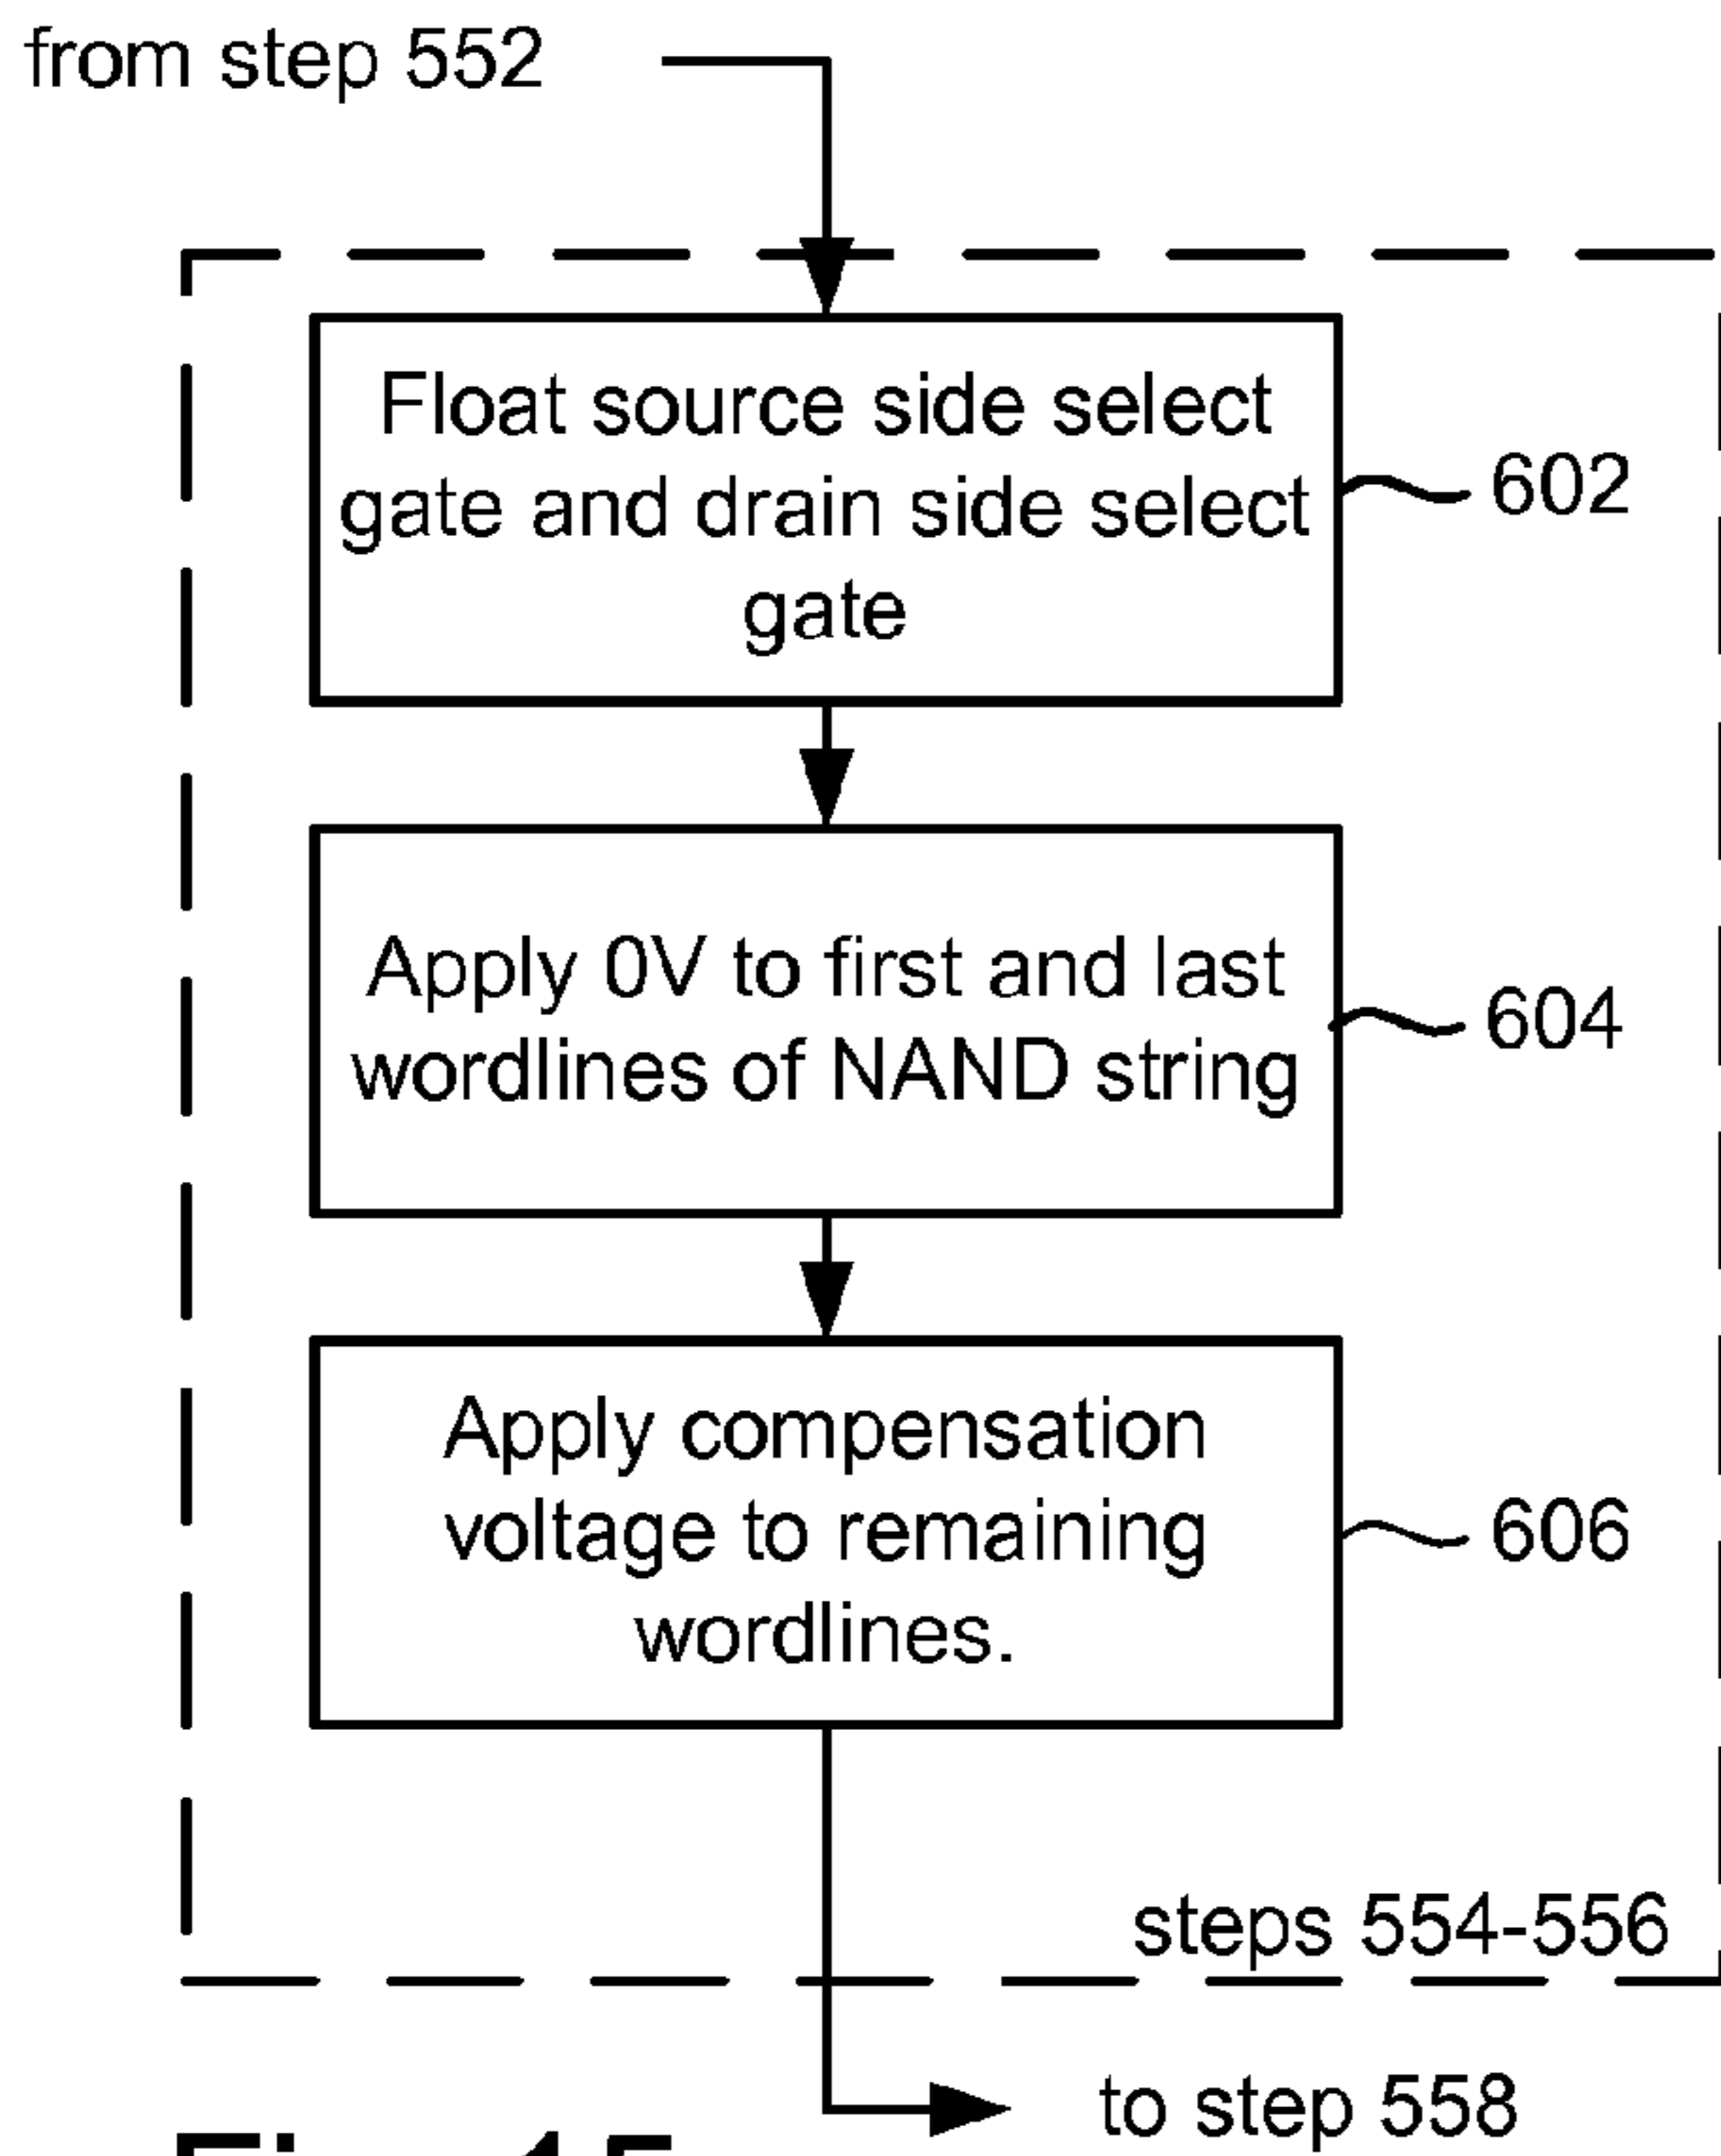 from step 552
Float source side select
gate and drain side select
gate
602
Apply 0V to first and last
wordlines of NAND string
604
Apply compensation
voltage to remaining
wordlines.
606
steps 554-556
to step 558